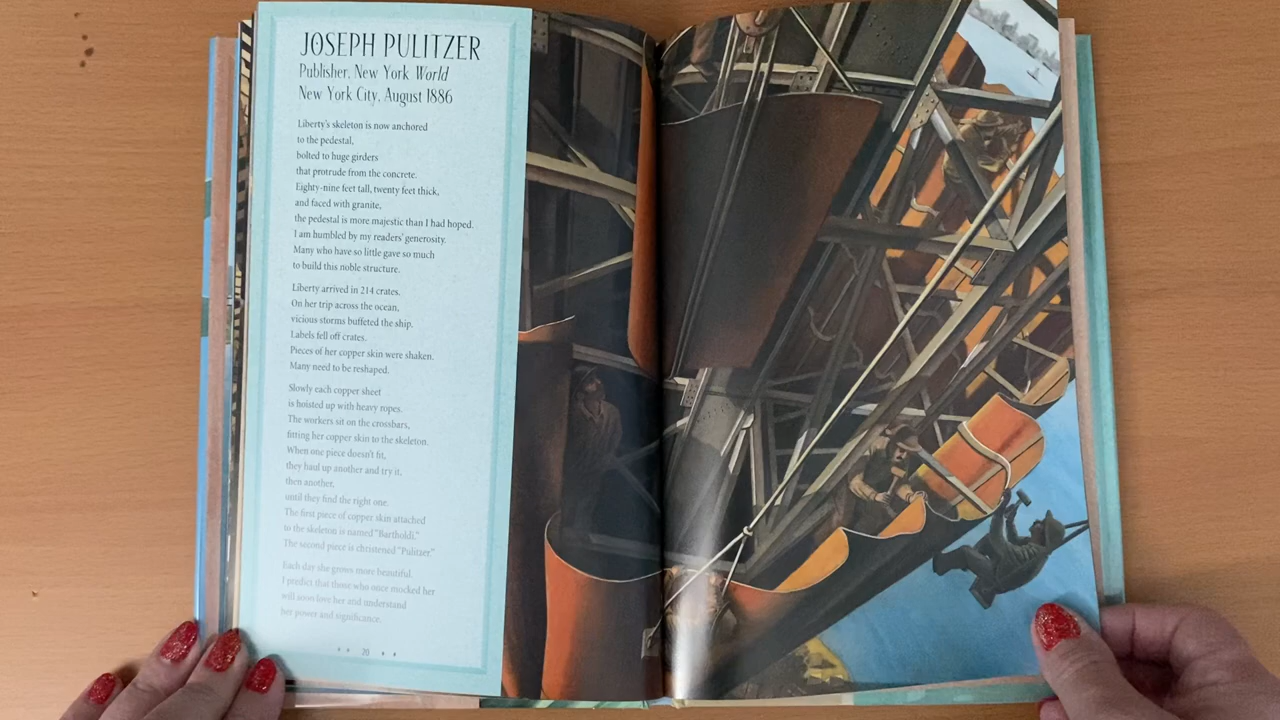 JOSEPH PULITZER
Publisher, New York World
New York City, August 1886
Liberty's skeleton is now anchored
to the pedestal,
bolted to huge girders
that protrude from the concrete.
Eighty-nine feet tall, twenty feet thick,
and faced with granite,
the pedestal is more majestic than I had hoped.
I am humbled by my readers' generosity.
Many who have so little gave so much
to build this noble structure.
Liberty arrived in 214 crates.
On her trip across the ocean,
vicious storms buffeted the ship.
Labels fell off crates.
Pieces of her copper skin were shaken.
Many need to be reshaped.
Slowly each copper sheet
is hoisted up with heavy ropes.
The workers sit on the crossbars,
fitting her copper skin to the skeleton.
When one piece doesn't fit,
they haul up another and try it,
then another,
until they find the right one.
The first piece of copper skin attached
to the skeleton is named "Bartholdi."
The second piece is christened "Pulitzer."
Each day she grows more beautiful.
I predict that those who once mocked her
will soon love her and understand
her power and significance.
20